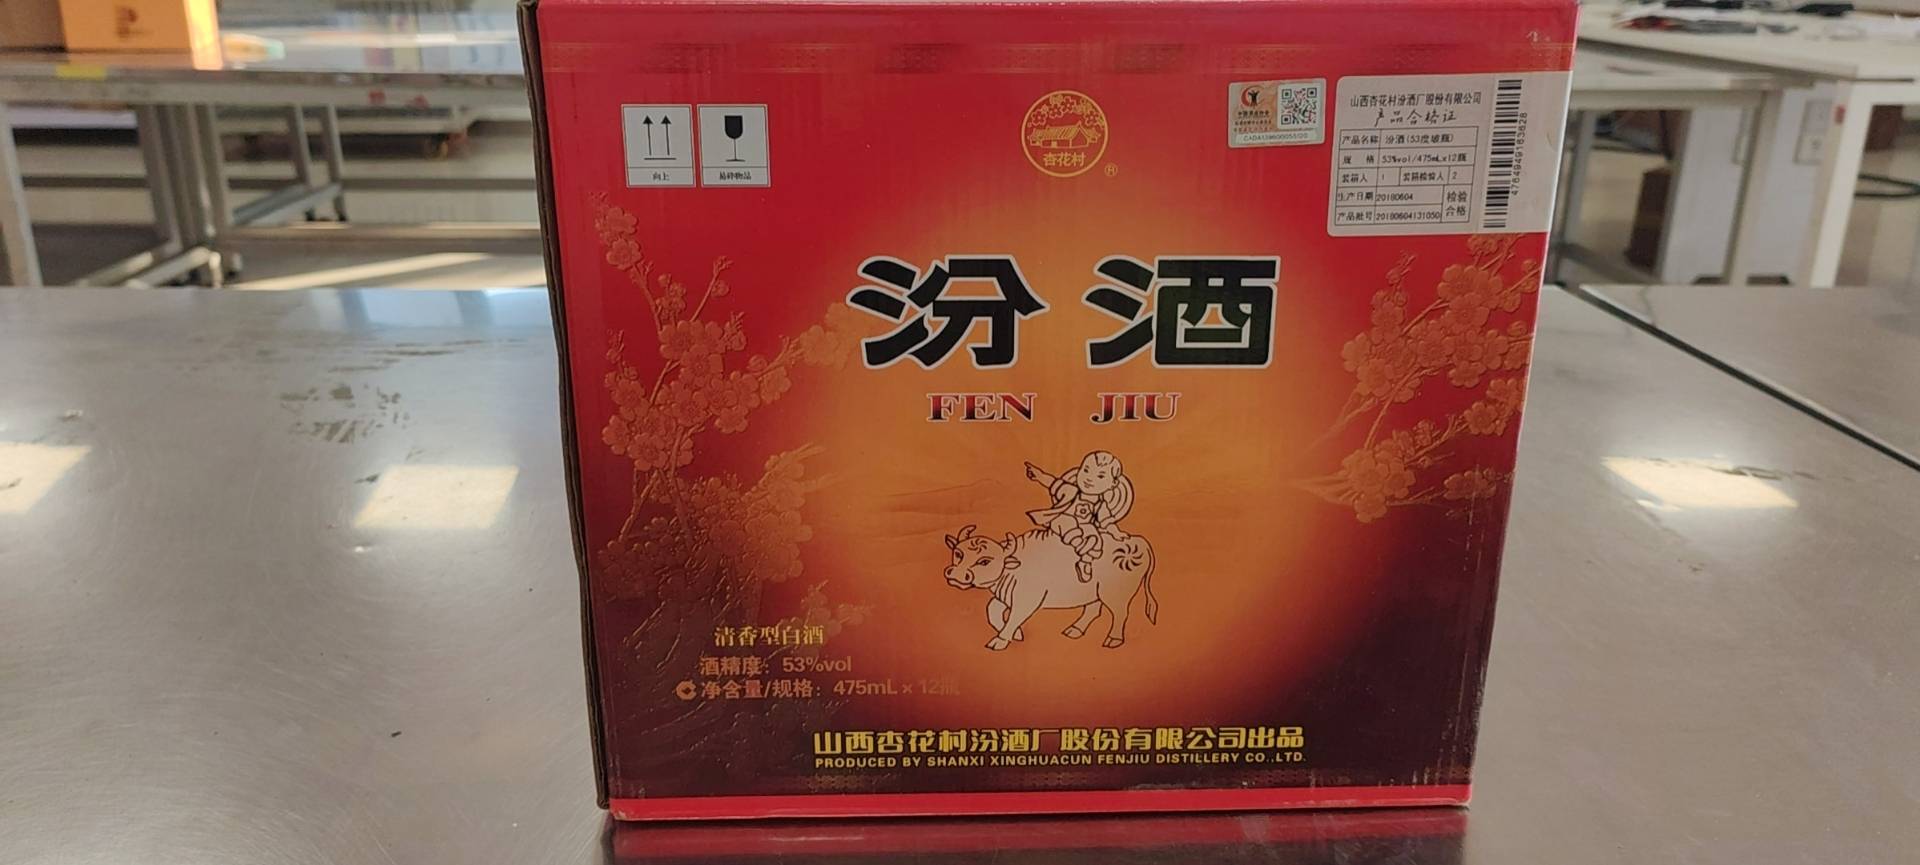 杏花村
®
向上
易碎物品
山西杏花村汾酒厂股份有限公司
产品合格证
产品名称 汾酒(53度玻瓶)
规 格 53%vol/475mLx12瓶
装箱人 1 装箱检验人 2
生产日期 20180604
检验
合格
产品批号 20180604131050
汾酒
FEN JIU
清香型白酒
酒精度：53%vol
净含量/规格：475mL×12瓶
山西杏花村汾酒厂股份有限公司出品
PRODUCED BY SHANXI XINGHUACUN FENJIU DISTILLERY CO.,LTD.